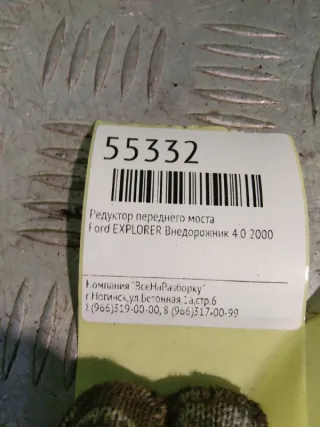 55332
Редуктор переднего моста
Ford EXPLORER Внедорожник 4.0 2000
Компания "ВсеНаРазборку"
г.Ногинск,ул.Бетонная,1а,стр.6
8 (966)319-00-00, 8 (966)317-00-99